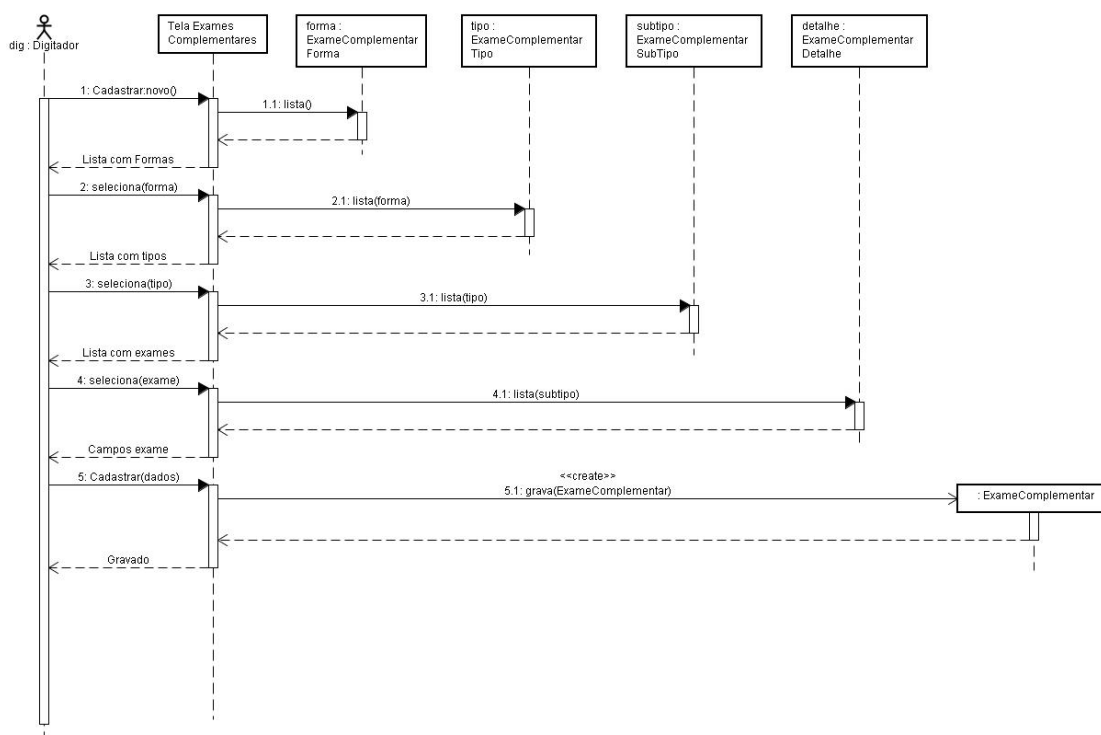 dig : Digitador
Tela Exames
Complementares
forma :
ExameComplementar
Forma
tipo :
ExameComplementar
Tipo
subtipo :
ExameComplementar
SubTipo
detalhe :
ExameComplementar
Detalhe
1: Cadastrar:novo()
1.1: lista()
Lista com Formas
2: seleciona(forma)
2.1: lista(forma)
Lista com tipos
3: seleciona(tipo)
3.1: lista(tipo)
Lista com exames
4: seleciona(exame)
4.1: lista(subtipo)
Campos exame
5: Cadastrar(dados)
<<create>>
5.1: grava(ExameComplementar)
: ExameComplementar
Gravado